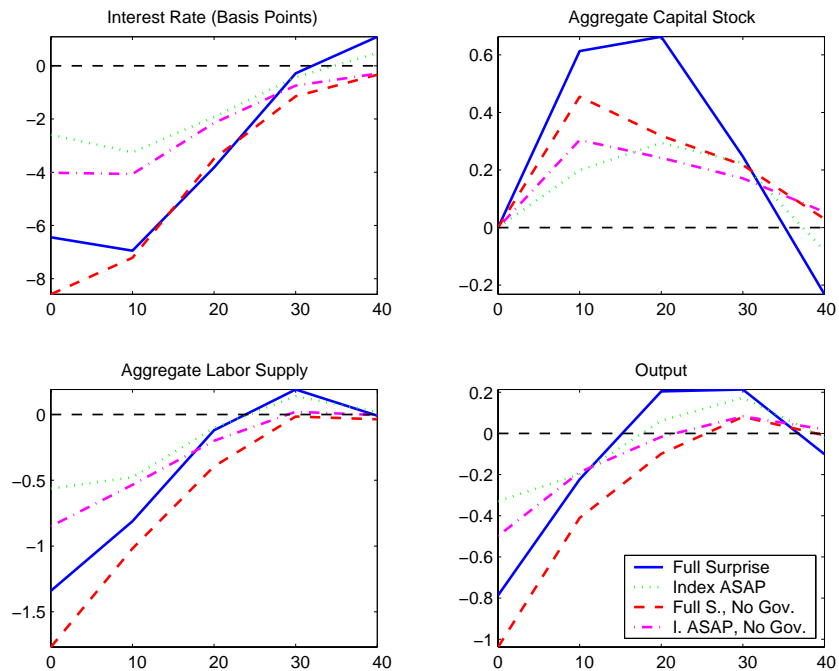 Interest Rate (Basis Points)
0
−2
−4
−6
−8
0 10 20 30 40
Aggregate Capital Stock
0.6
0.4
0.2
0
−0.2
0 10 20 30 40
Aggregate Labor Supply
0
−0.5
−1
−1.5
0 10 20 30 40
Output
0.2
0
−0.2
−0.4
−0.6
−0.8
−1
0 10 20 30 40
Full Surprise
Index ASAP
Full S., No Gov.
I. ASAP, No Gov.